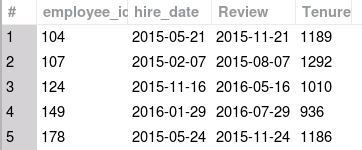 # employee_id hire_date Review Tenure
1 104 2015-05-21 2015-11-21 1189
2 107 2015-02-07 2015-08-07 1292
3 124 2015-11-16 2016-05-16 1010
4 149 2016-01-29 2016-07-29 936
5 178 2015-05-24 2015-11-24 1186